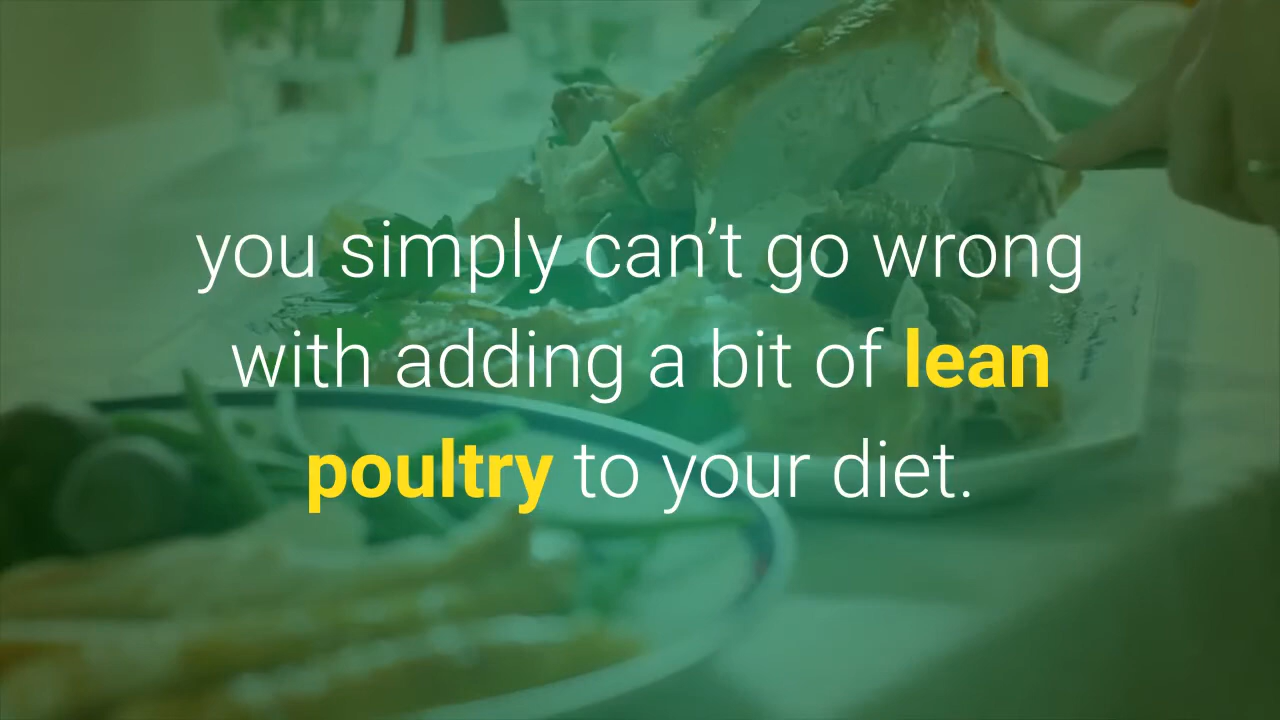 you simply can’t go wrong
with adding a bit of lean
poultry to your diet.